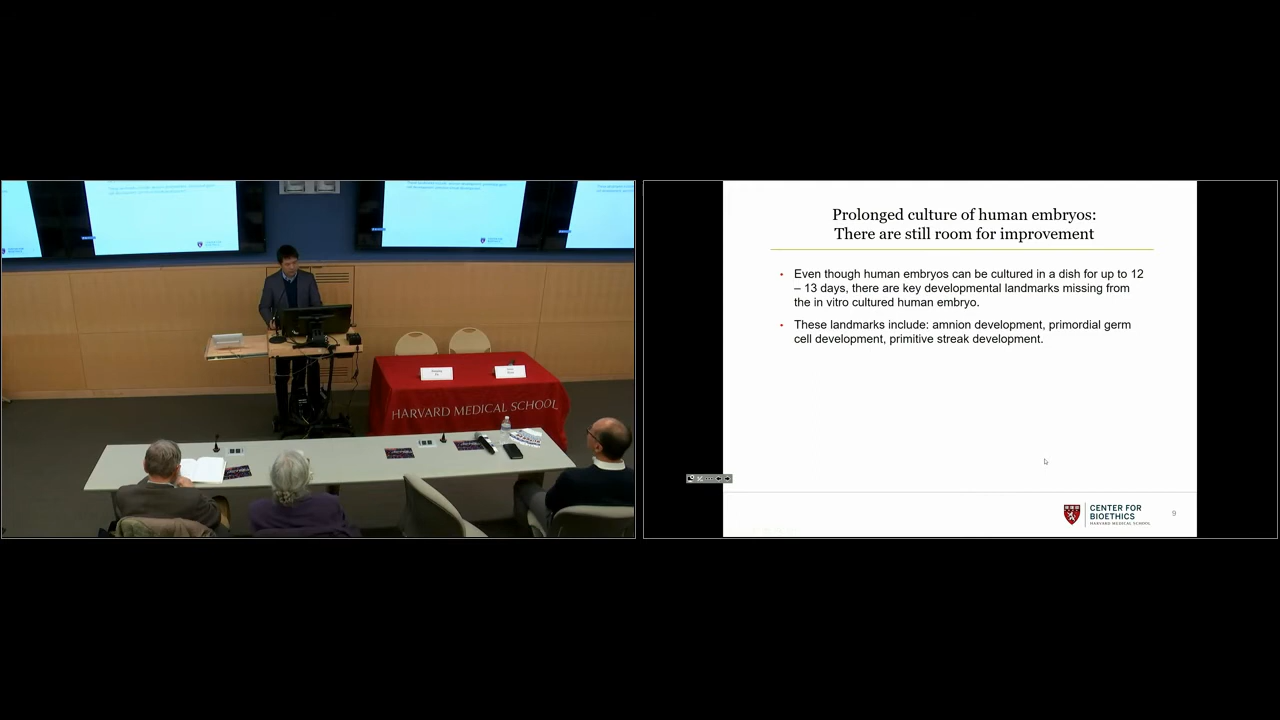 HARVARD MEDICAL SCHOOL
Prolonged culture of human embryos:
There are still room for improvement
• Even though human embryos can be cultured in a dish for up to 12
– 13 days, there are key developmental landmarks missing from
the in vitro cultured human embryo.
• These landmarks include: amnion development, primordial germ
cell development, primitive streak development.
CENTER FOR
BIOETHICS
HARVARD MEDICAL SCHOOL
9